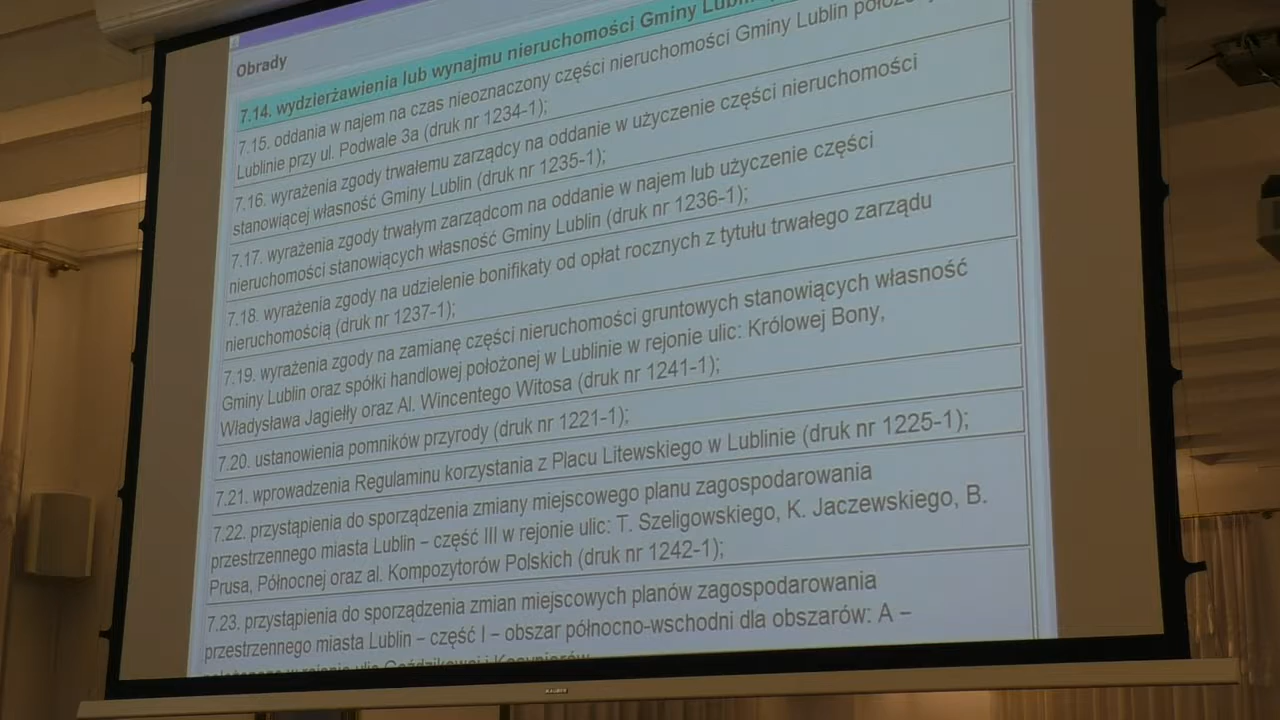 Obrady
7.14. wydzierżawienia lub wynajmu nieruchomości Gminy
7.15. oddania w najem na czas nieoznaczony części nieruchomości Gminy Lublin
Lublinie przy ul. Podwale 3a (druk nr 1234-1);
7.16. wyrażenia zgody trwałemu zarządcy na oddanie w użyczenie części nieruchomości
stanowiącej własność Gminy Lublin (druk nr 1235-1);
7.17. wyrażenia zgody trwałym zarządcom na oddanie w najem lub użyczenie części
nieruchomości stanowiących własność Gminy Lublin (druk nr 1236-1);
7.18. wyrażenia zgody na udzielenie bonifikaty od opłat rocznych z tytułu trwałego zarządu
nieruchomością (druk nr 1237-1);
7.19. wyrażenia zgody na zamianę części nieruchomości gruntowych stanowiących własność
Gminy Lublin oraz spółki handlowej położonej w Lublinie w rejonie ulic: Królowej Bony,
Władysława Jagiełły oraz Al. Wincentego Witosa (druk nr 1241-1);
7.20. ustanowienia pomników przyrody (druk nr 1221-1);
7.21. wprowadzenia Regulaminu korzystania z Placu Litewskiego w Lublinie (druk nr 1225-1);
7.22. przystąpienia do sporządzenia zmiany miejscowego planu zagospodarowania
przestrzennego miasta Lublin – część III w rejonie ulic: T. Szeligowskiego, K. Jaczewskiego, B.
Prusa, Północnej oraz al. Kompozytorów Polskich (druk nr 1242-1);
7.23. przystąpienia do sporządzenia zmian miejscowych planów zagospodarowania
przestrzennego miasta Lublin – część I – obszar północno-wschodni dla obszarów: A –